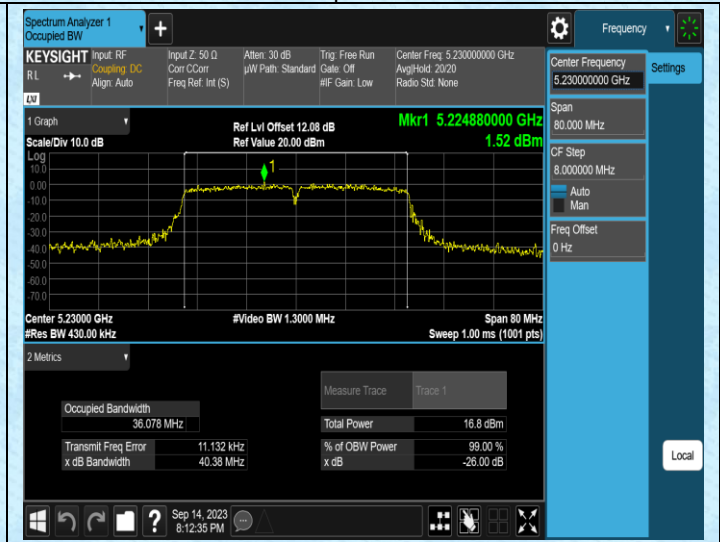 Spectrum Analyzer 1
Occupied BW
+
Frequency
KEYSIGHT
RL
LXI
Input: RF
Coupling: DC
Align: Auto
Input Z: 50 Ω
Corr CCorr
Freq Ref: Int (S)
Atten: 30 dB
µW Path: Standard
Trig: Free Run
Gate: Off
#IF Gain: Low
Center Freq: 5.230000000 GHz
Avg|Hold: 20/20
Radio Std: None
Center Frequency
5.230000000 GHz
Settings
Span
80.000 MHz
CF Step
8.000000 MHz
Auto
Man
Freq Offset
0 Hz
1 Graph
Scale/Div 10.0 dB
Ref Lvl Offset 12.08 dB
Ref Value 20.00 dBm
Mkr1 5.224880000 GHz
1.52 dBm
Log
10.0
0.00
-10.0
-20.0
-30.0
-40.0
-50.0
-60.0
-70.0
1
Center 5.23000 GHz
#Res BW 430.00 kHz
#Video BW 1.3000 MHz
Span 80 MHz
Sweep 1.00 ms (1001 pts)
2 Metrics
Measure Trace Trace 1
Occupied Bandwidth
36.078 MHz
Total Power 16.8 dBm
Transmit Freq Error 11.132 kHz
% of OBW Power 99.00 %
x dB Bandwidth 40.38 MHz
x dB -26.00 dB
Local
?
Sep 14, 2023
8:12:35 PM